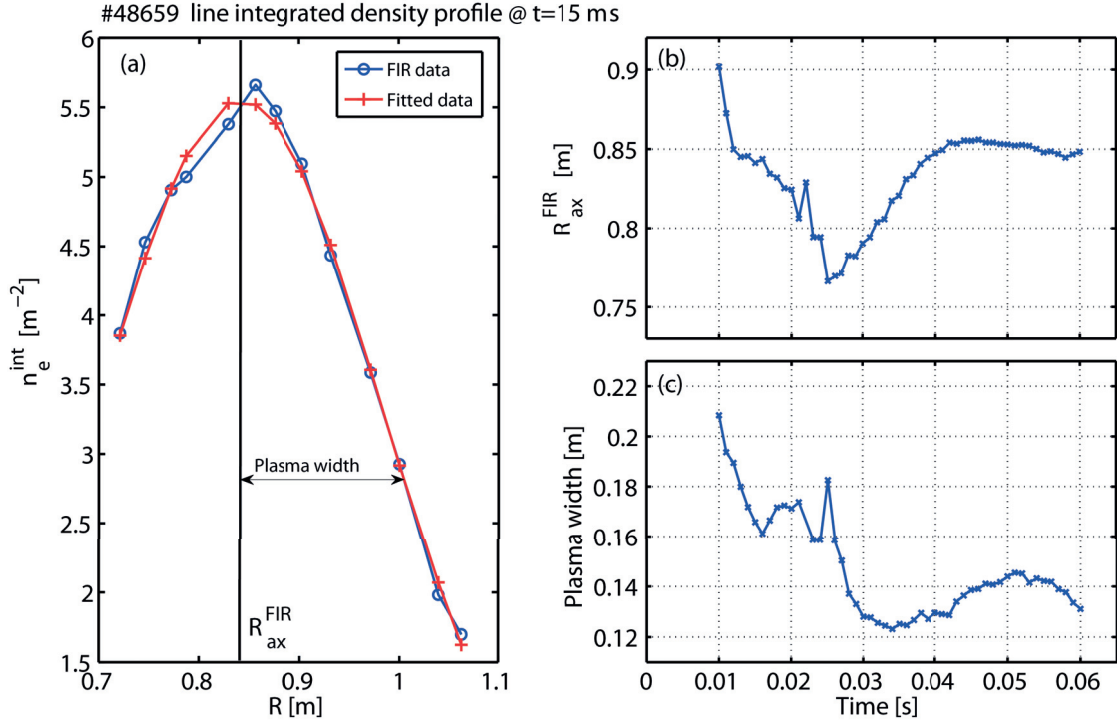 #48659 line integrated density profile @ t=15 ms
(a)
FIR data
Fitted data
6
5.5
5
4.5
4
3.5
3
2.5
2
1.5
n_e^int [m^−2]
Plasma width
R_ax^FIR
0.7 0.8 0.9 1 1.1
R [m]
(b)
0.9
0.85
0.8
0.75
R_ax^FIR [m]
(c)
0.22
0.2
0.18
0.16
0.14
0.12
Plasma width [m]
0 0.01 0.02 0.03 0.04 0.05 0.06
Time [s]